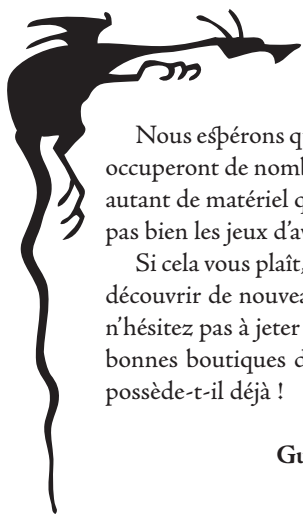 Nous espérons q
occuperont de nomb
autant de matériel q
pas bien les jeux d’av
Si cela vous plaît,
découvrir de nouvea
n’hésitez pas à jeter
bonnes boutiques d
possède-t-il déjà !
Gu